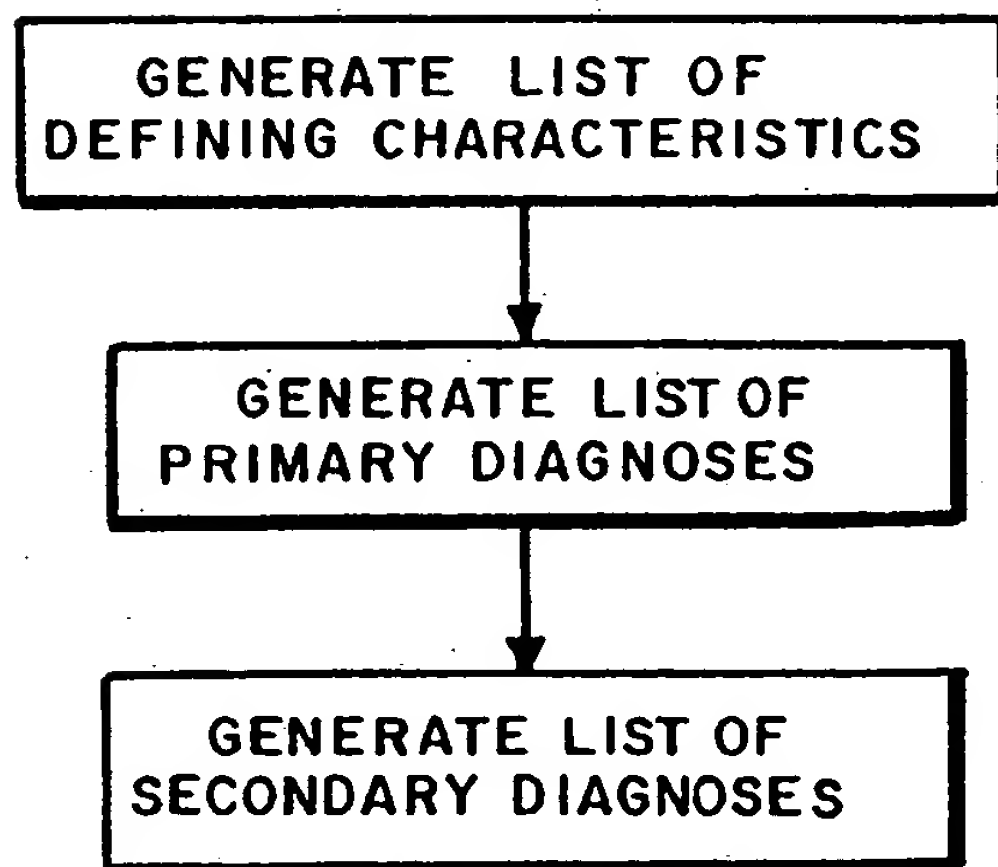 GENERATE LIST OF
DEFINING CHARACTERISTICS
GENERATE LIST OF
PRIMARY DIAGNOSES
GENERATE LIST OF
SECONDARY DIAGNOSES